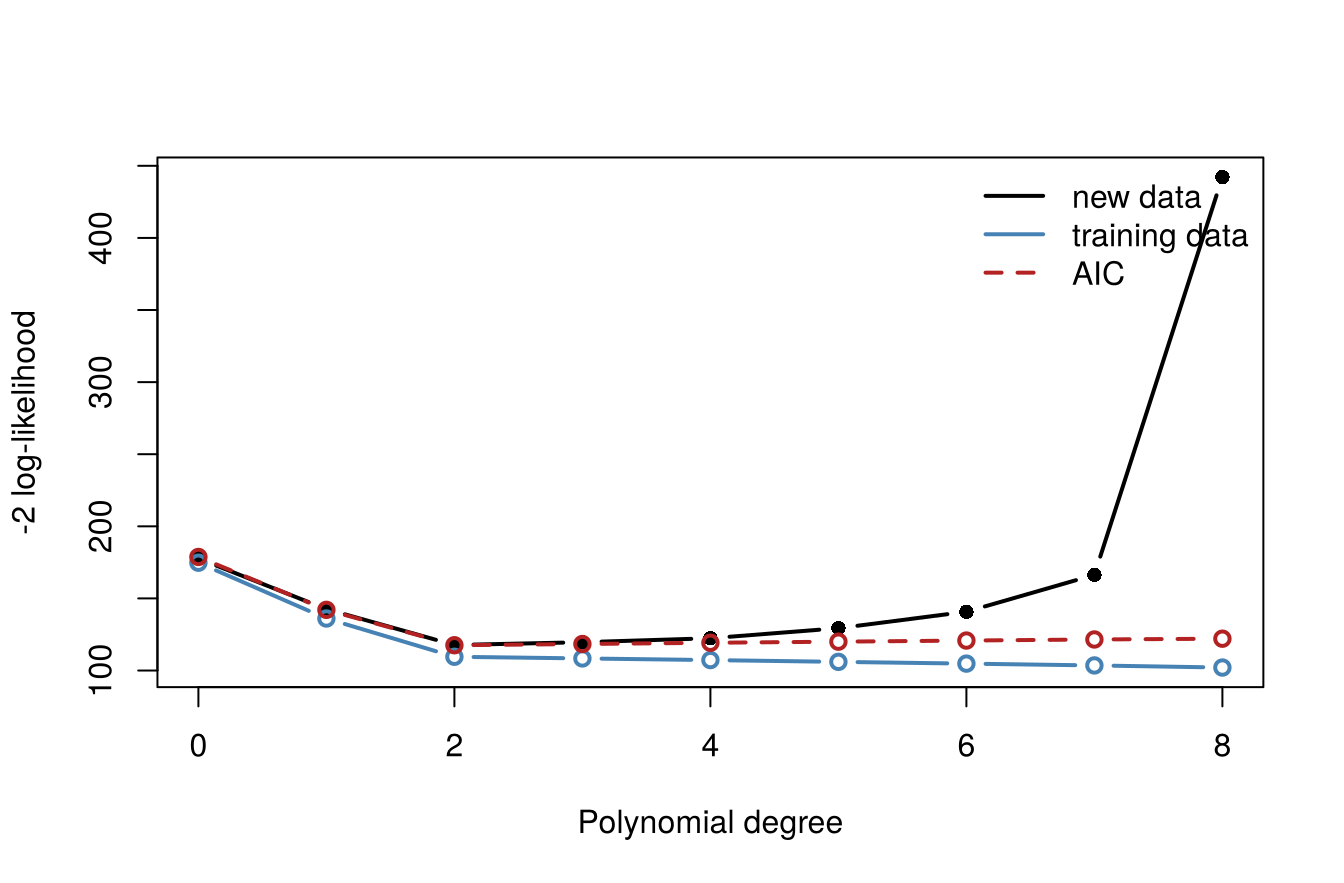 -2 log-likelihood
400
300
200
100
new data
training data
AIC
0 2 4 6 8
Polynomial degree